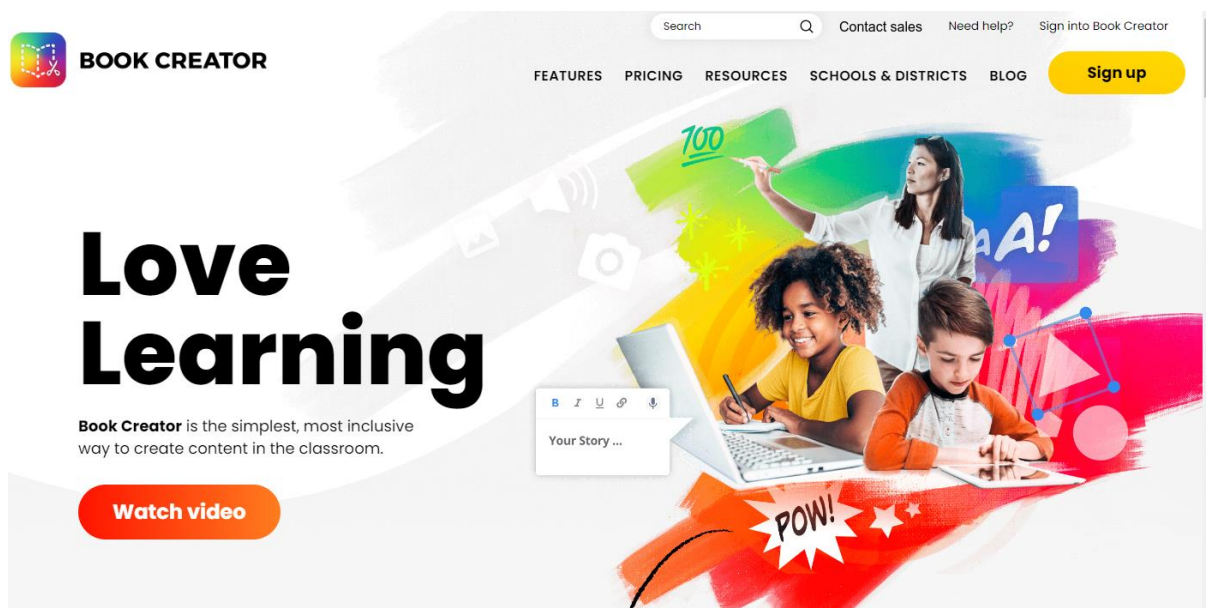 Search
Contact sales
Need help?
Sign into Book Creator
BOOK CREATOR
FEATURES
PRICING
RESOURCES
SCHOOLS & DISTRICTS
BLOG
Sign up
100
AA!
Love
Learning
Book Creator is the simplest, most inclusive
way to create content in the classroom.
Watch video
B I U
Your Story ...
POW!